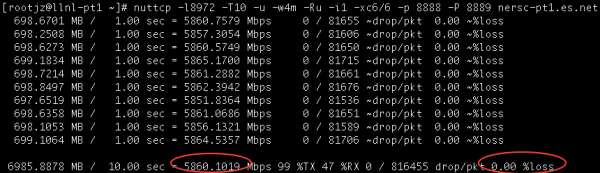 [rootjz@llnl-pt1 ~]# nuttcp -l8972 -T10 -u -w4m -Ru -i1 -xc6/6 -p 8888 -P 8889 nersc-pt1.es.net
698.6701 MB / 1.00 sec = 5860.7579 Mbps 0 / 81655 ~drop/pkt 0.00 ~%loss
698.2508 MB / 1.00 sec = 5857.3054 Mbps 0 / 81606 ~drop/pkt 0.00 ~%loss
698.6273 MB / 1.00 sec = 5860.5749 Mbps 0 / 81650 ~drop/pkt 0.00 ~%loss
699.1834 MB / 1.00 sec = 5865.1700 Mbps 0 / 81715 ~drop/pkt 0.00 ~%loss
698.7214 MB / 1.00 sec = 5861.2882 Mbps 0 / 81661 ~drop/pkt 0.00 ~%loss
698.8497 MB / 1.00 sec = 5862.3942 Mbps 0 / 81676 ~drop/pkt 0.00 ~%loss
697.6519 MB / 1.00 sec = 5851.8364 Mbps 0 / 81536 ~drop/pkt 0.00 ~%loss
698.6358 MB / 1.00 sec = 5861.0686 Mbps 0 / 81651 ~drop/pkt 0.00 ~%loss
698.1053 MB / 1.00 sec = 5856.1321 Mbps 0 / 81589 ~drop/pkt 0.00 ~%loss
699.1064 MB / 1.00 sec = 5864.5357 Mbps 0 / 81706 ~drop/pkt 0.00 ~%loss
6985.8878 MB / 10.00 sec = 5860.1019 Mbps 99 %TX 47 %RX 0 / 816455 drop/pkt 0.00 %loss